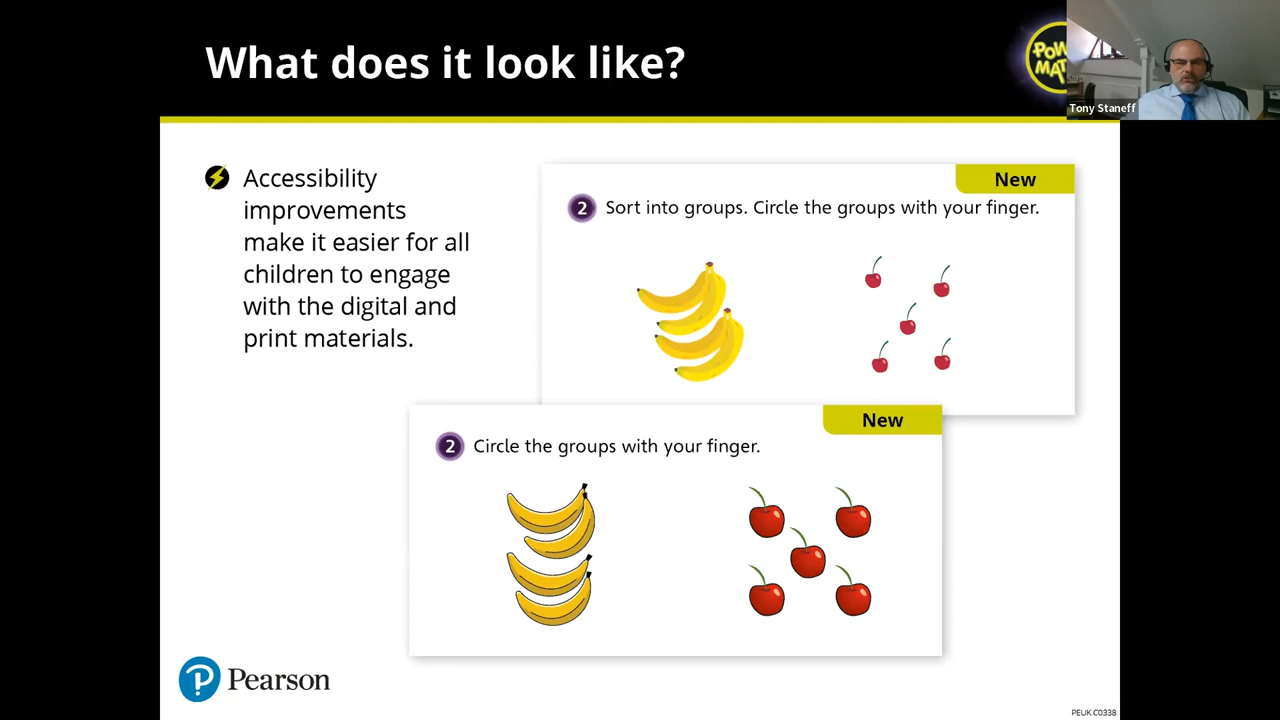 What does it look like?
POW
MAT
Tony Staneff
Accessibility
improvements
make it easier for all
children to engage
with the digital and
print materials.
New
2 Sort into groups. Circle the groups with your finger.
New
2 Circle the groups with your finger.
P Pearson
PEUK C0338